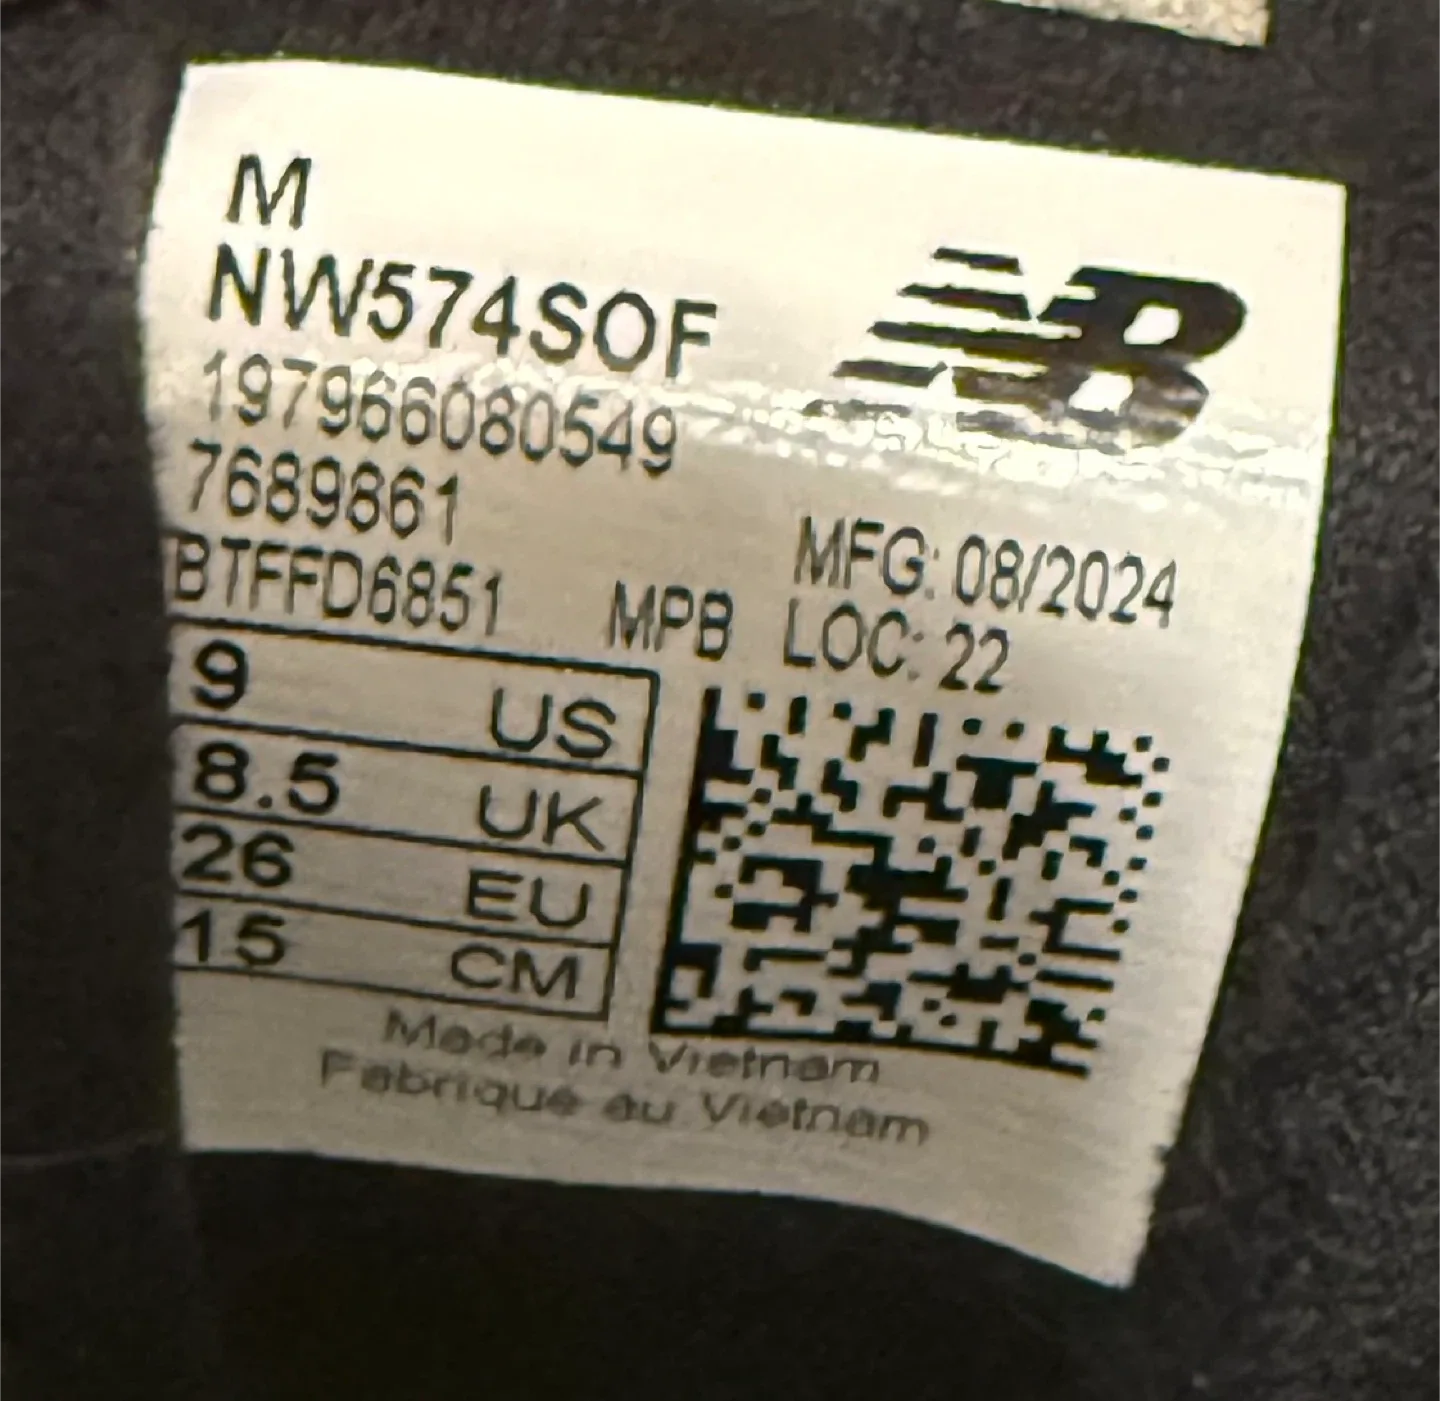 M
NW574SOF
197966080549
7689861
BTFFD6851 MPB
MFG: 08/2024
LOC: 22
9 US
8.5 UK
26 EU
15 CM
Made in Vietnam
Fabrique au Vietnam
NB